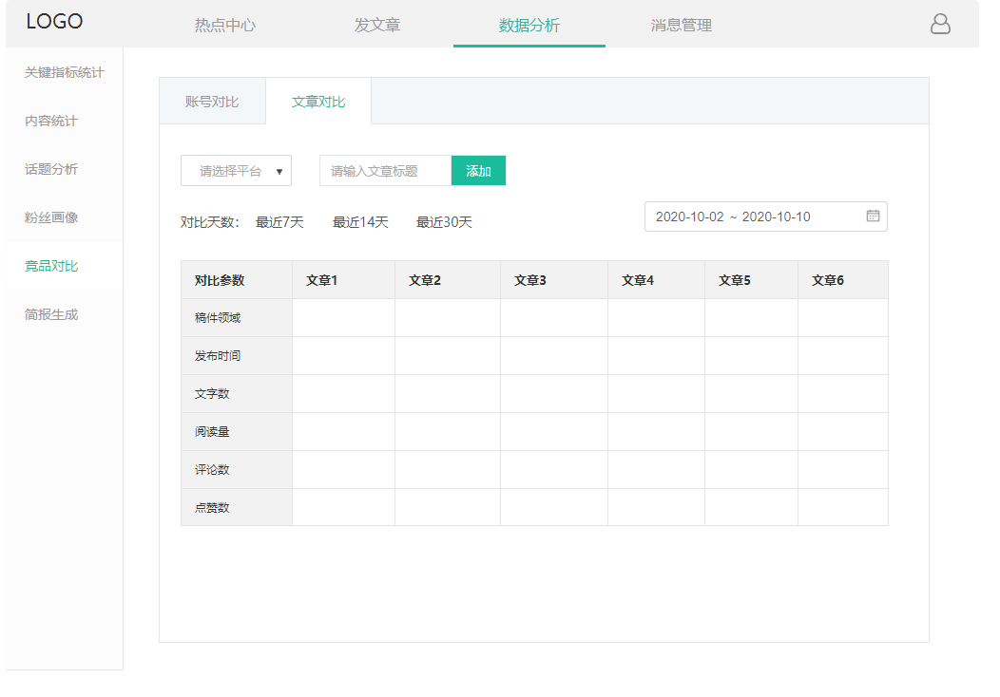 LOGO 热点中心 发文章 数据分析 消息管理
关键指标统计
内容统计
话题分析
粉丝画像
竟品对比
简报生成
账号对比 文章对比
请选择平台 请输入文章标题 添加
对比天数： 最近7天 最近14天 最近30天 2020-10-02 ~ 2020-10-10
对比参数 文章1 文章2 文章3 文章4 文章5 文章6
稿件领域
发布时间
文字数
阅读量
评论数
点赞数